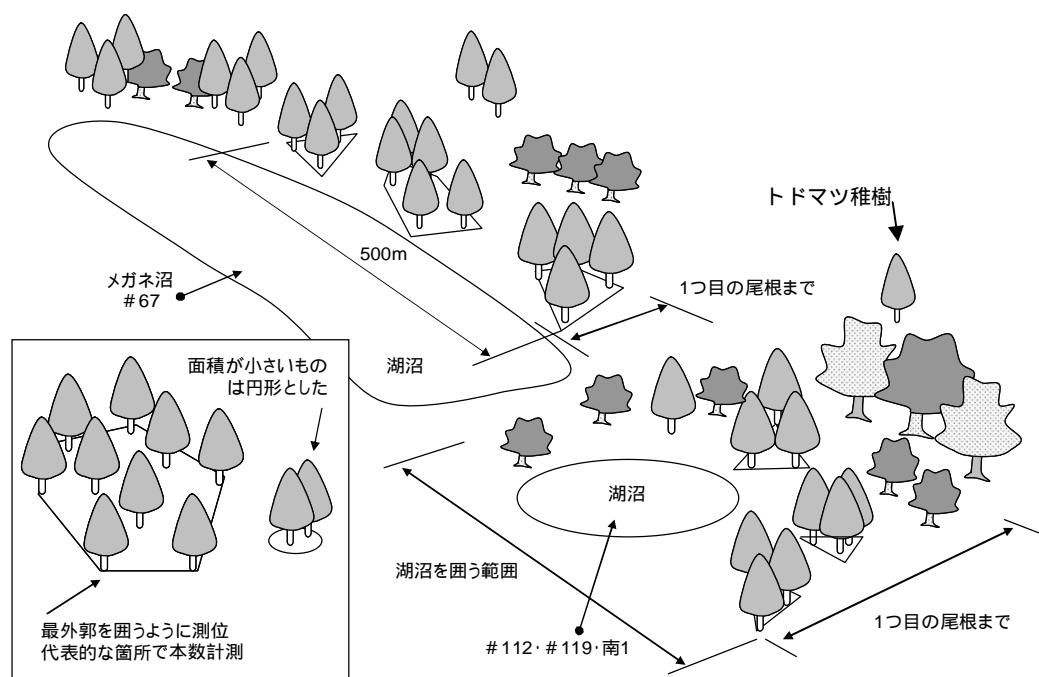 トドマツ稚樹
500m
メガネ沼
#67
1つ目の尾根まで
湖沼
面積が小さいもの
は円形とした
湖沼
湖沼を囲う範囲
最外郭を囲うように測位
代表的な箇所で本数計測
1つ目の尾根まで
#112・#119・南1